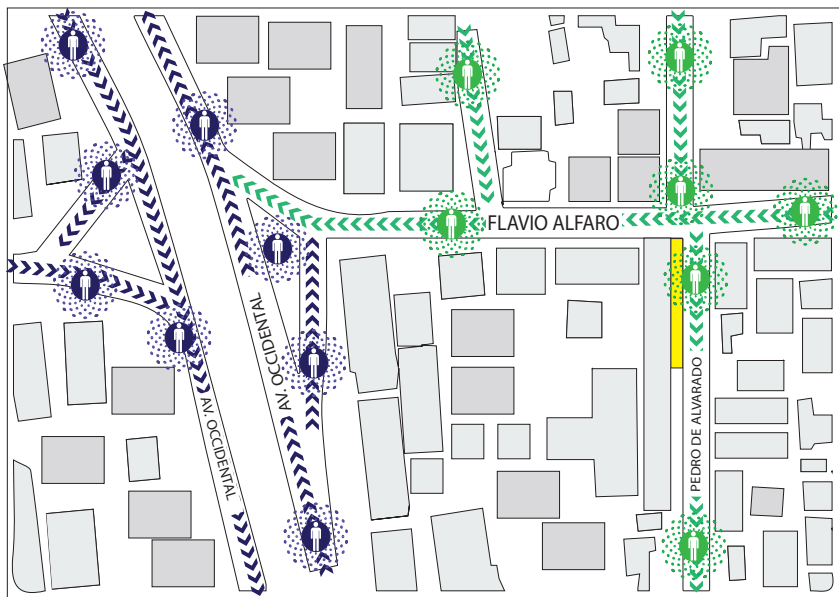 FLAVIO ALFARO
AV. OCCIDENTAL
AV. OCCIDENTAL
PEDRO DE ALVARADO